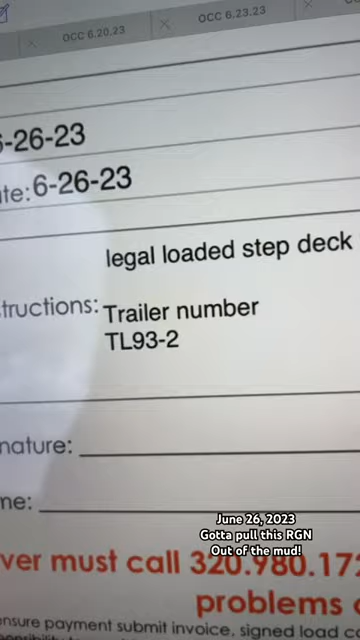 OCC 6.20.23
OCC 6.23.23
6-26-23
te: 6-26-23
legal loaded step deck
tructions: Trailer number
TL93-2
nature:
me:
June 26, 2023
Gotta pull this RGN
Out of the mud!
ver must call 320.980.172
problems
ensure payment submit invoice, signed load c